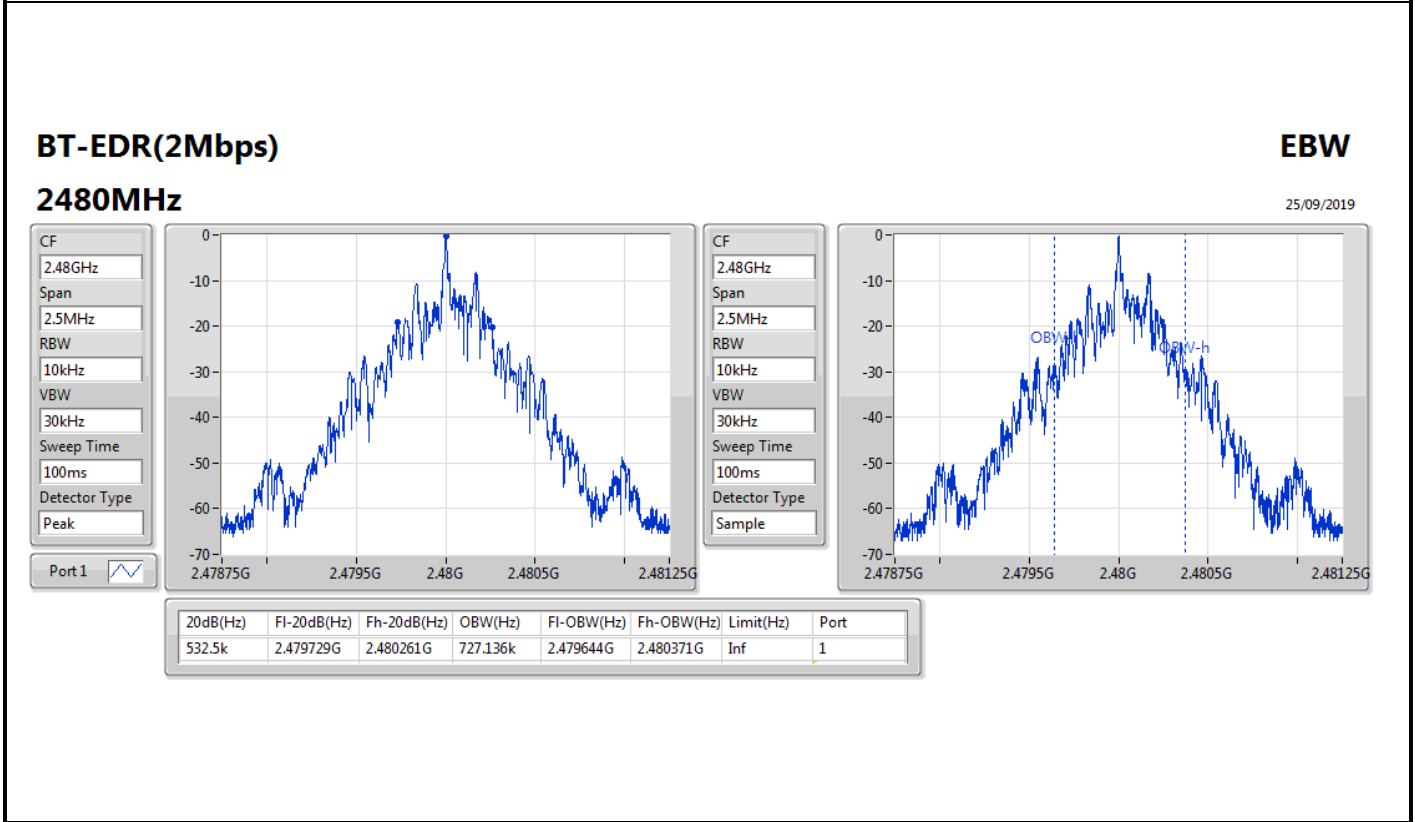 BT-EDR(2Mbps)
EBW
2480MHz
25/09/2019
CF
2.48GHz
Span
2.5MHz
RBW
10kHz
VBW
30kHz
Sweep Time
100ms
Detector Type
Peak
Port 1
0
-10
-20
-30
-40
-50
-60
-70
2.47875G 2.4795G 2.48G 2.4805G 2.48125G
CF
2.48GHz
Span
2.5MHz
RBW
10kHz
VBW
30kHz
Sweep Time
100ms
Detector Type
Sample
0
-10
-20
-30
-40
-50
-60
-70
OBW-h
2.47875G 2.4795G 2.48G 2.4805G 2.48125G
20dB(Hz) Fl-20dB(Hz) Fh-20dB(Hz) OBW(Hz) Fl-OBW(Hz) Fh-OBW(Hz) Limit(Hz) Port
532.5k 2.479729G 2.480261G 727.136k 2.479644G 2.480371G Inf 1